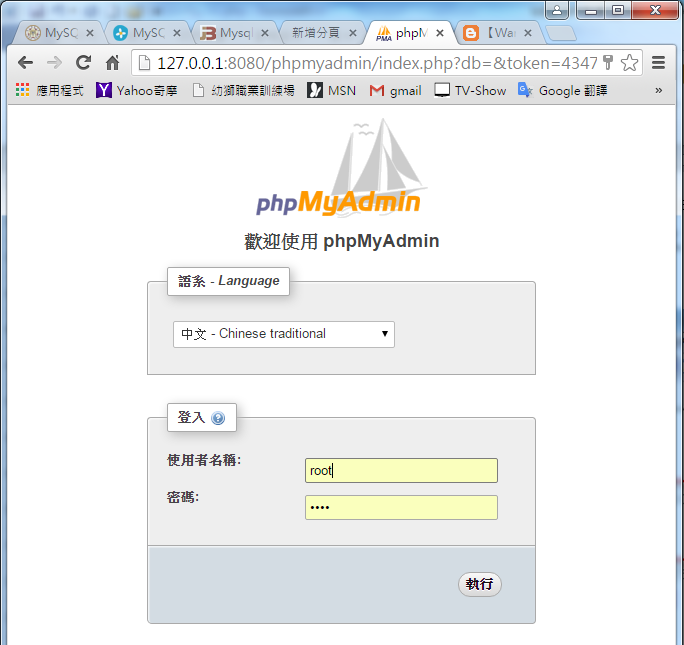 MySC
MySC
Mysql
新增分頁
phpM
【Wa
127.0.0.1:8080/phpmyadmin/index.php?db=&token=4347
應用程式
Yahoo奇摩
幼獅職業訓練場
MSN
gmail
TV-Show
Google 翻譯
»
phpMyAdmin
歡迎使用 phpMyAdmin
語系 - Language
中文 - Chinese traditional
登入
使用者名稱:
root
密碼:
••••
執行